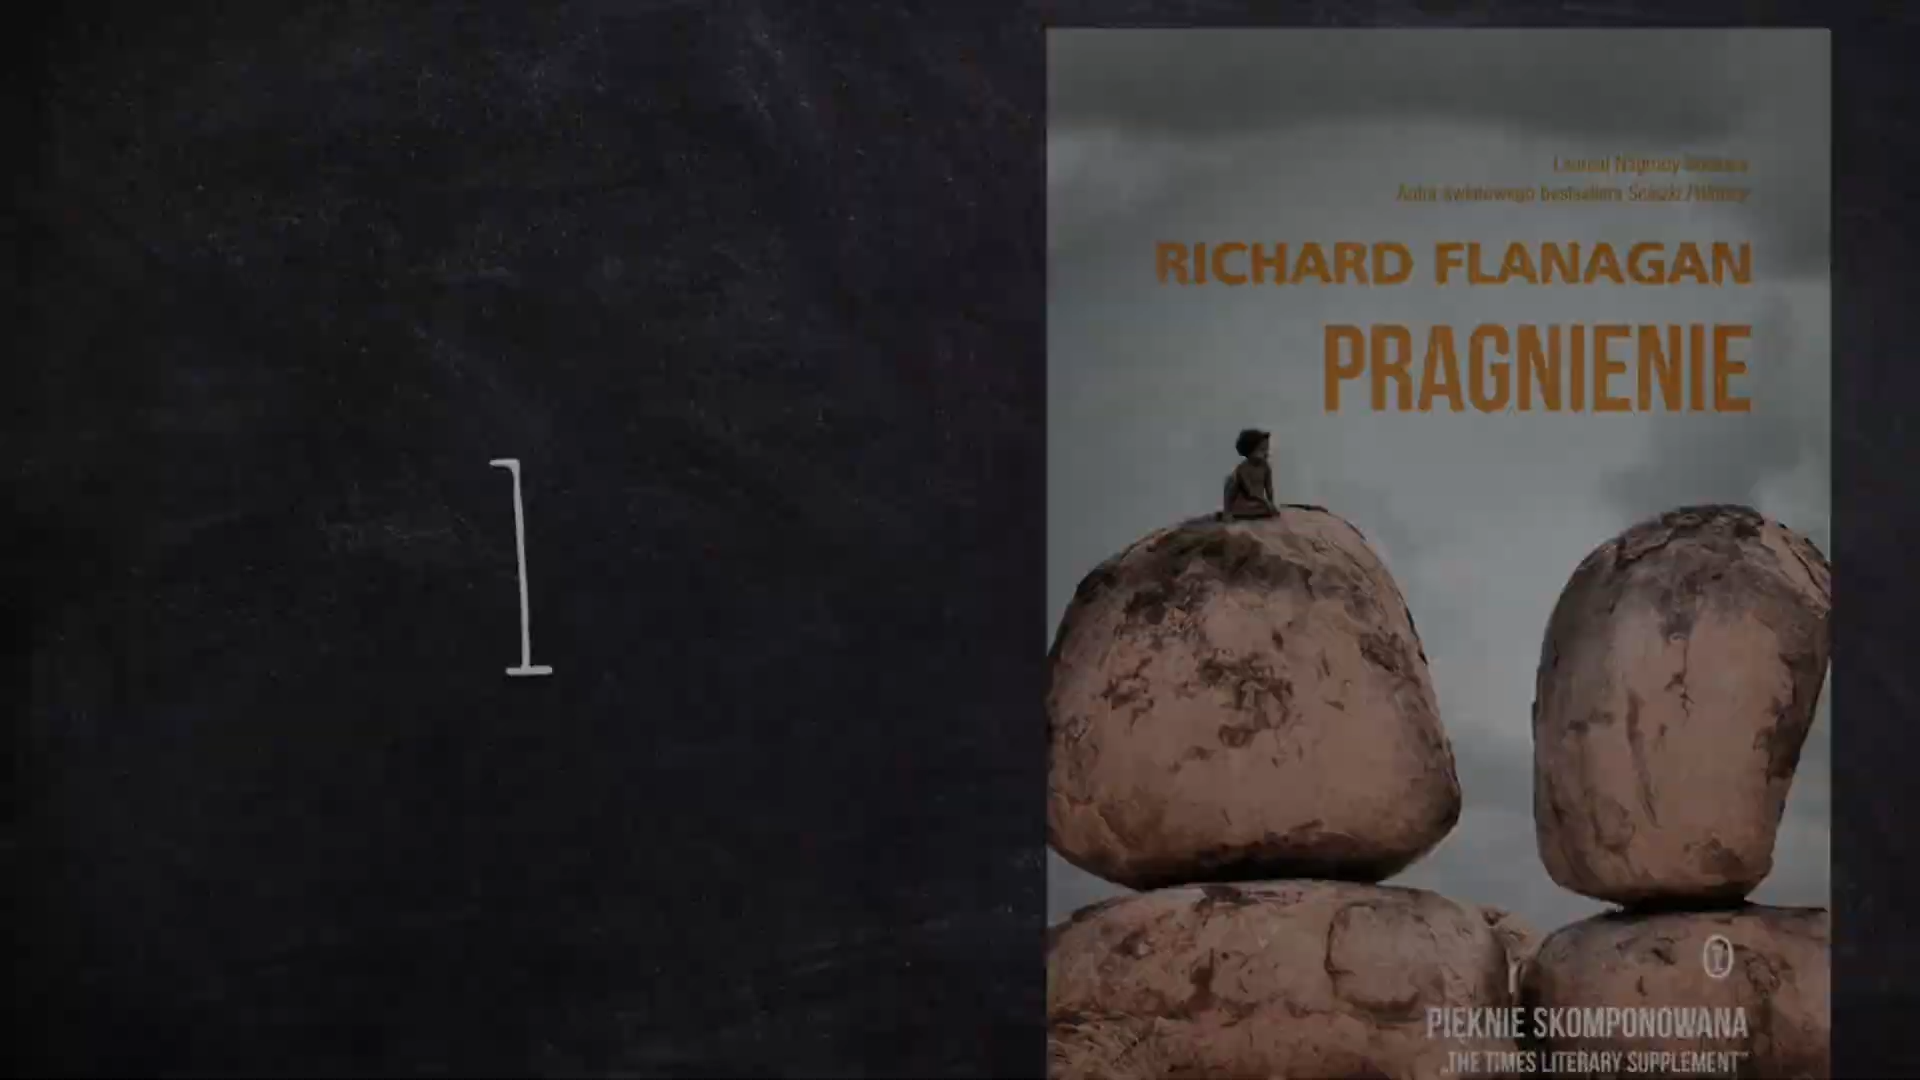 1
Laureat Nagrody Bookera
Autor światowego bestsellera Ścieżki Północy
RICHARD FLANAGAN
PRAGNIENIE
PIĘKNIE SKOMPONOWANA
„THE TIMES LITERARY SUPPLEMENT”